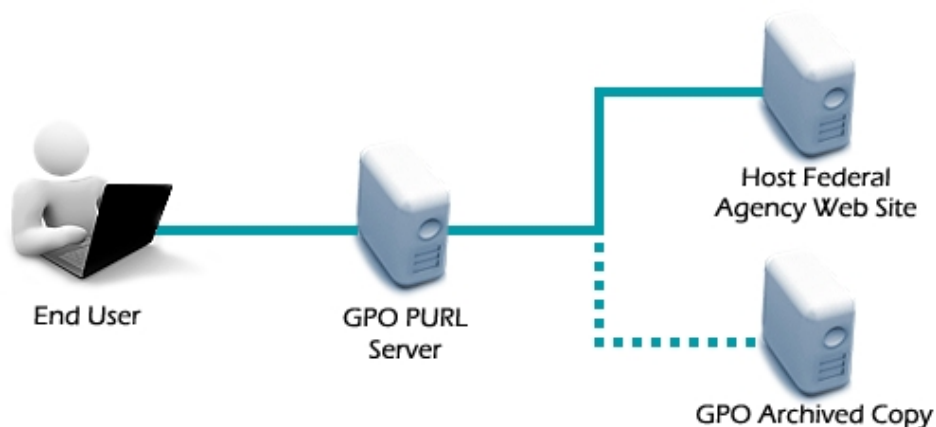 Host Federal
Agency Web Site
End User
GPO PURL
Server
GPO Archived Copy